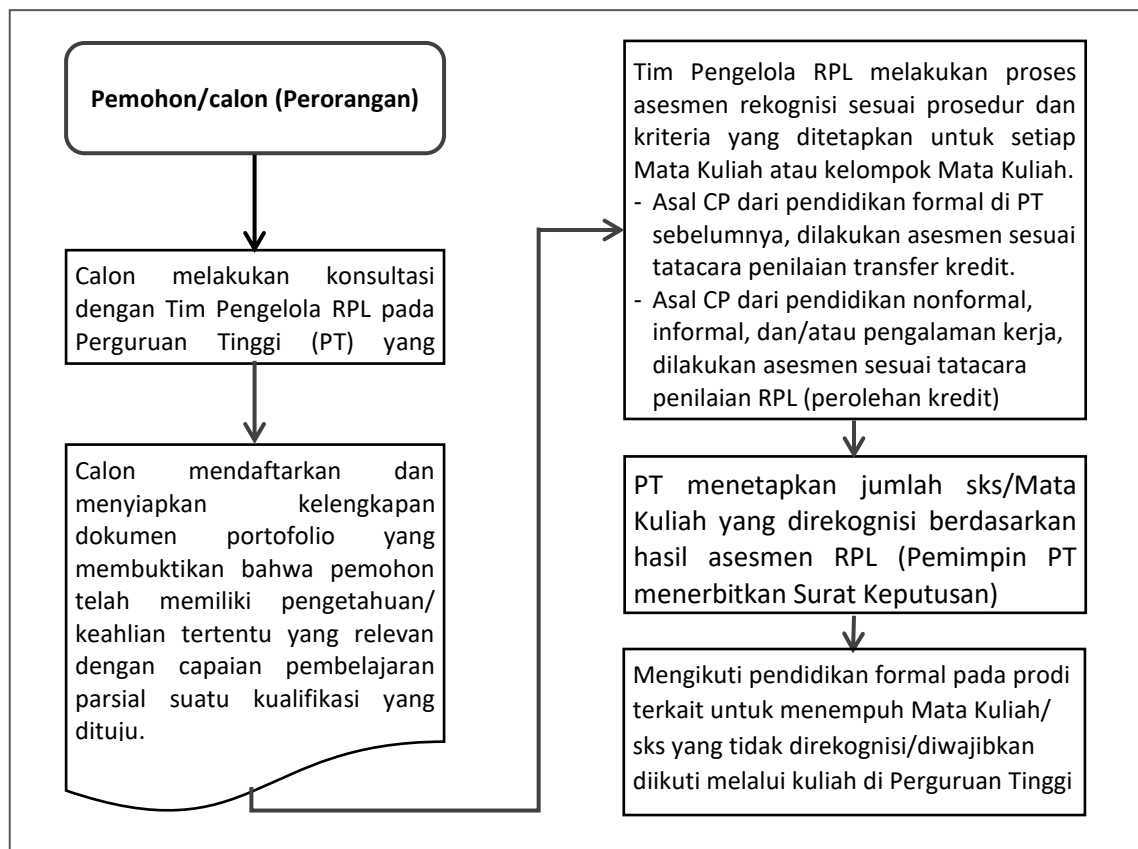 Pemohon/calon (Perorangan)
Calon melakukan konsultasi
dengan Tim Pengelola RPL pada
Perguruan Tinggi (PT) yang
Calon mendaftarkan dan
menyiapkan kelengkapan
dokumen portofolio yang
membuktikan bahwa pemohon
telah memiliki pengetahuan/
keahlian tertentu yang relevan
dengan capaian pembelajaran
parsial suatu kualifikasi yang
dituju.
Tim Pengelola RPL melakukan proses
asesmen rekognisi sesuai prosedur dan
kriteria yang ditetapkan untuk setiap
Mata Kuliah atau kelompok Mata Kuliah.
- Asal CP dari pendidikan formal di PT
sebelumnya, dilakukan asesmen sesuai
tatacara penilaian transfer kredit.
- Asal CP dari pendidikan nonformal,
informal, dan/atau pengalaman kerja,
dilakukan asesmen sesuai tatacara
penilaian RPL (perolehan kredit)
PT menetapkan jumlah sks/Mata
Kuliah yang direkognisi berdasarkan
hasil asesmen RPL (Pemimpin PT
menerbitkan Surat Keputusan)
Mengikuti pendidikan formal pada prodi
terkait untuk menempuh Mata Kuliah/
sks yang tidak direkognisi/diwajibkan
diikuti melalui kuliah di Perguruan Tinggi